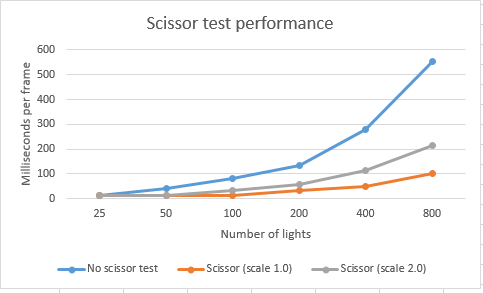 Scissor test performance
Milliseconds per frame
600
500
400
300
200
100
0
25 50 100 200 400 800
Number of lights
No scissor test Scissor (scale 1.0) Scissor (scale 2.0)